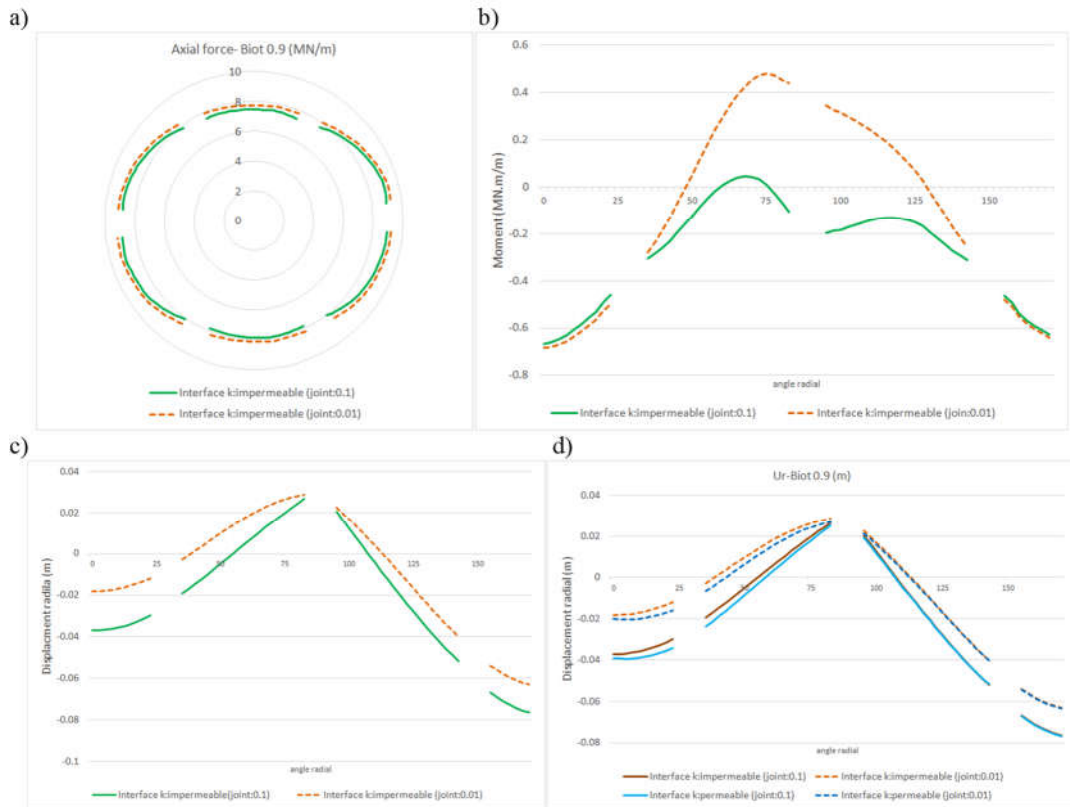 a)
Axial force- Biot 0.9 (MN/m)
10
8
6
4
2
0
Interface k:impermeable (joint:0.1)
Interface k:impermeable (joint:0.01)
b)
0.6
0.4
0.2
0
-0.2
-0.4
-0.6
-0.8
Moment (MN.m/m)
0 25 50 75 100 125 150
angle radial
Interface k:impermeable (joint:0.1) Interface k:impermeable (join:0.01)
c)
0.04
0.02
0
-0.02
-0.04
-0.06
-0.08
-0.1
Displacment radila (m)
0 25 50 75 100 125 150
angle radial
Interface k:impermeable(joint:0.1) Interface k:impermeable (joint:0.01)
d)
Ur-Biot 0.9 (m)
0.04
0.02
0
-0.02
-0.04
-0.06
-0.08
Displacement radial (m)
0 25 50 75 100 125 150
angle radial
Interface k:impermeable (joint:0.1) Interface k:impermeable (joint:0.01)
Interface k:permeable (joint:0.1) Interface k:permeable (joint:0.01)